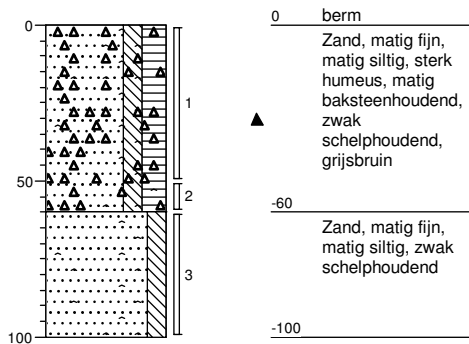 0
50
100
1
2
3
0 berm
Zand, matig fijn,
matig siltig, sterk
humeus, matig
baksteenhoudend,
zwak
schelphoudend,
grijsbruin
-60
Zand, matig fijn,
matig siltig, zwak
schelphoudend
-100